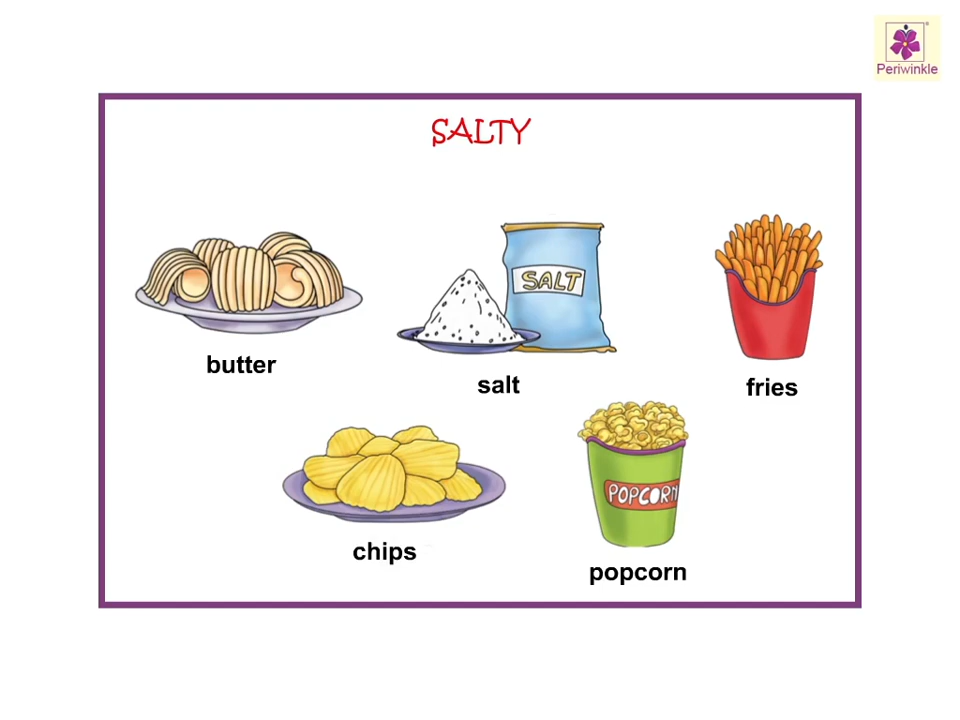 Periwinkle
SALTY
SALT
butter
salt
fries
POPCORN
chips
popcorn